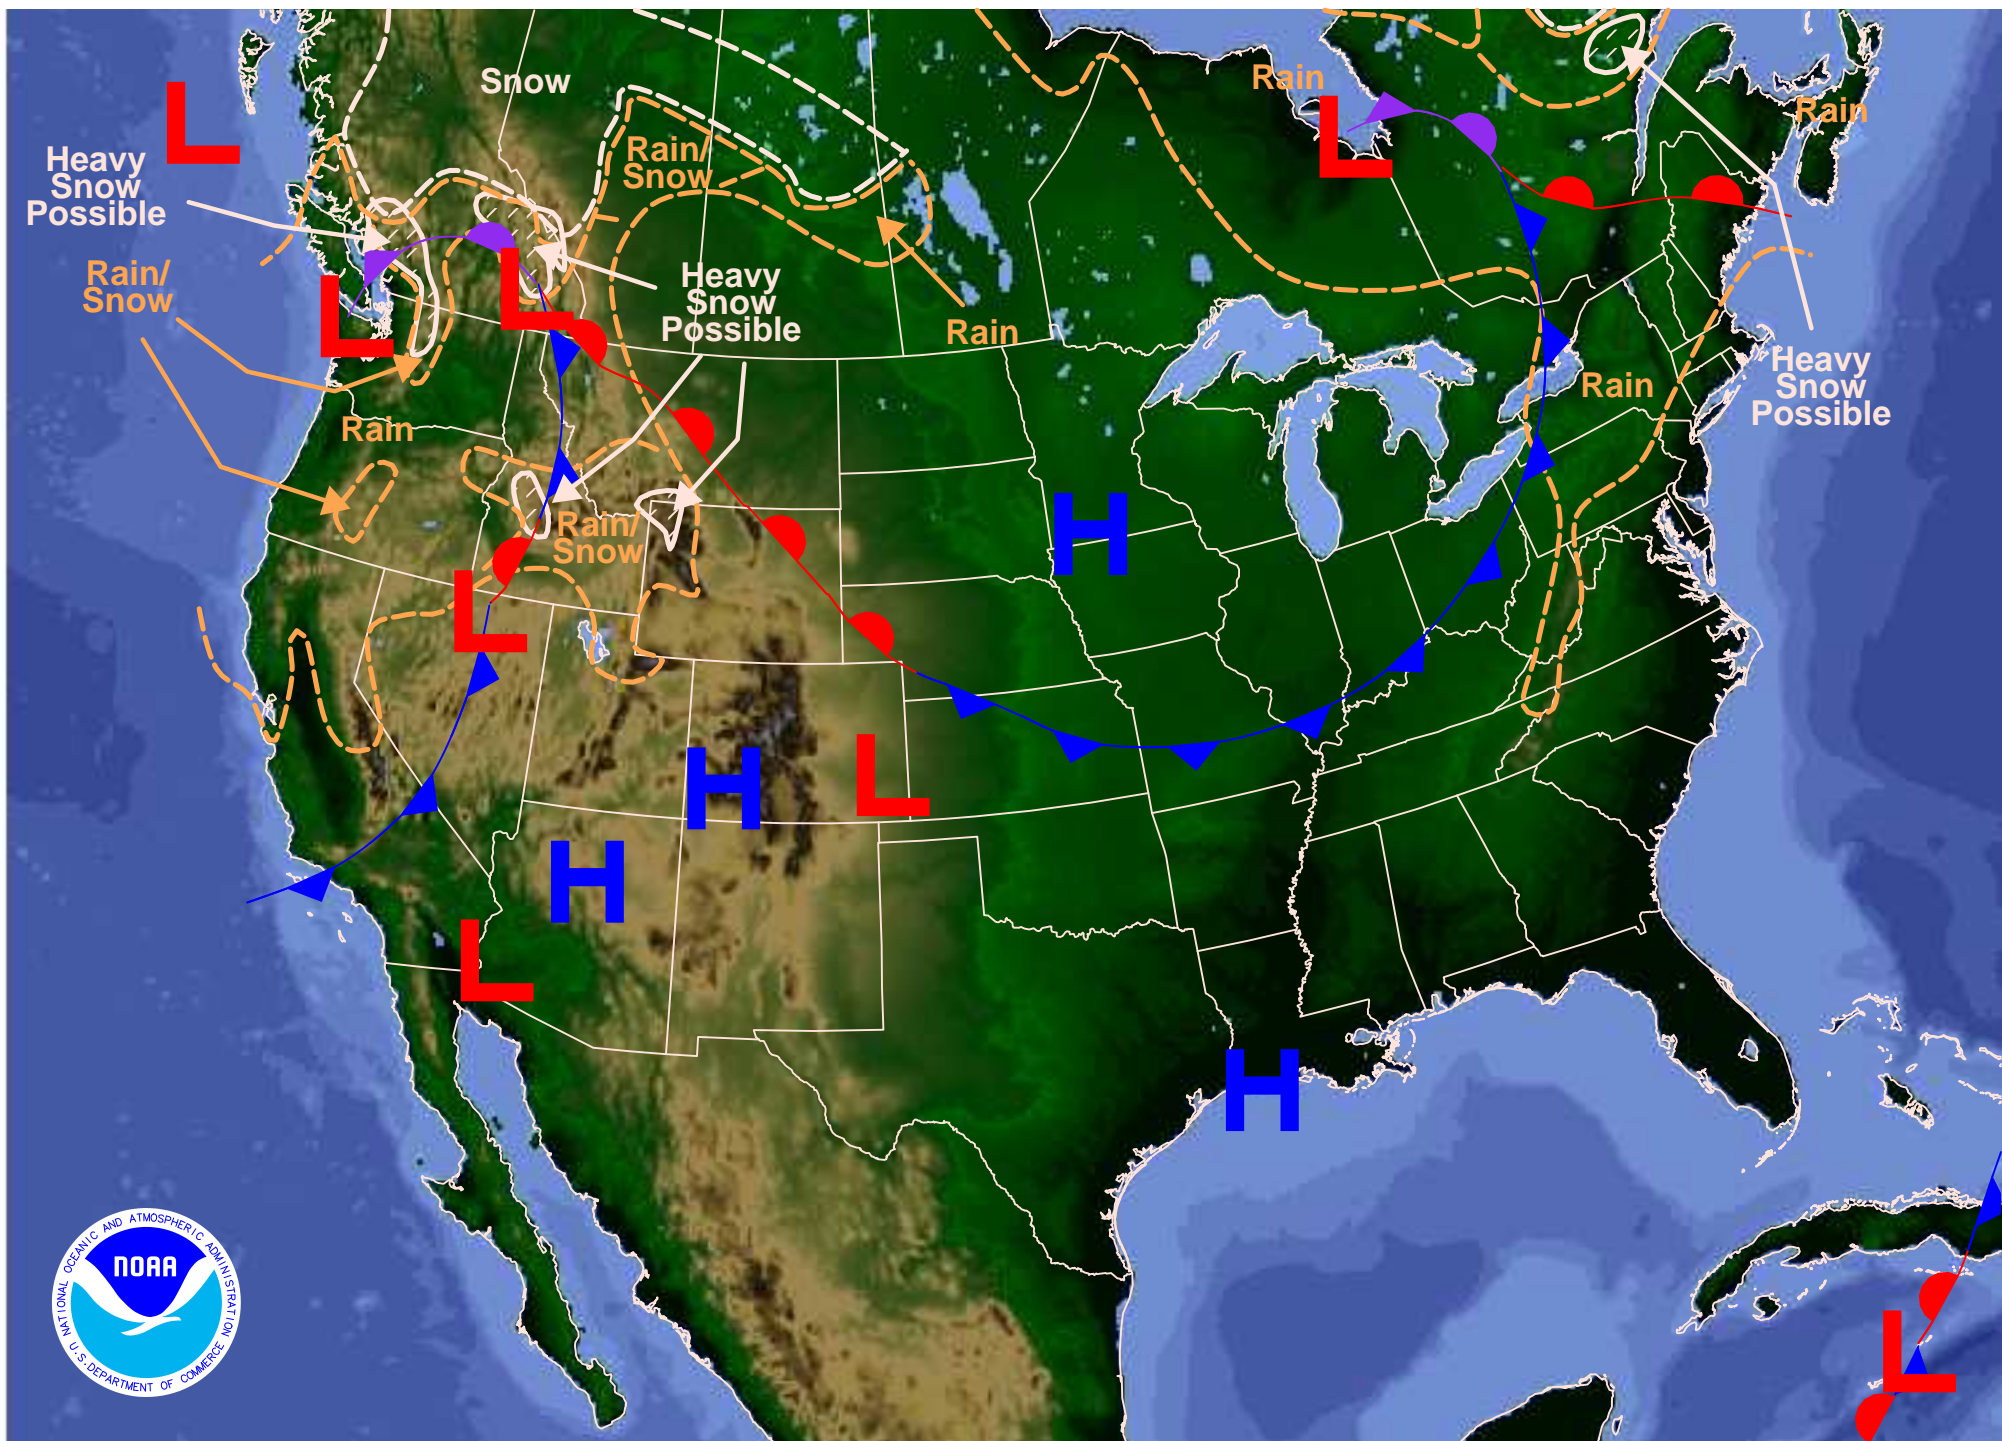 Snow
Rain
Rain
Heavy
Snow
Possible
Rain/
Snow
Rain/
Snow
Heavy
Snow
Possible
Rain
Heavy
Snow
Possible
Rain
Rain
Rain/
Snow
L
L
L
L
L
L
L
L
H
H
H
H
NATIONAL OCEANIC AND ATMOSPHERIC ADMINISTRATION
NOAA
U.S. DEPARTMENT OF COMMERCE